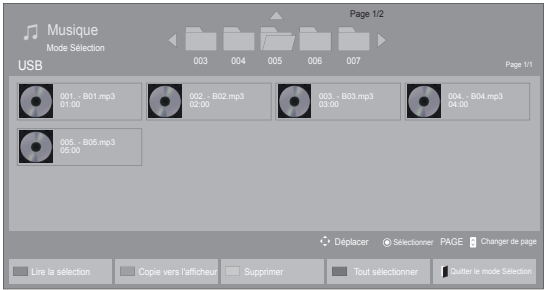 Page 1/2
Musique
Mode Sélection
003 004 005 006 007
USB
Page 1/1
001. - B01.mp3
01:00
002. - B02.mp3
02:00
003. - B03.mp3
03:00
004. - B04.mp3
04:00
005. - B05.mp3
05:00
Déplacer Sélectionner PAGE Changer de page
Lire la sélection Copie vers l'afficheur Supprimer Tout sélectionner Quitter le mode Sélection